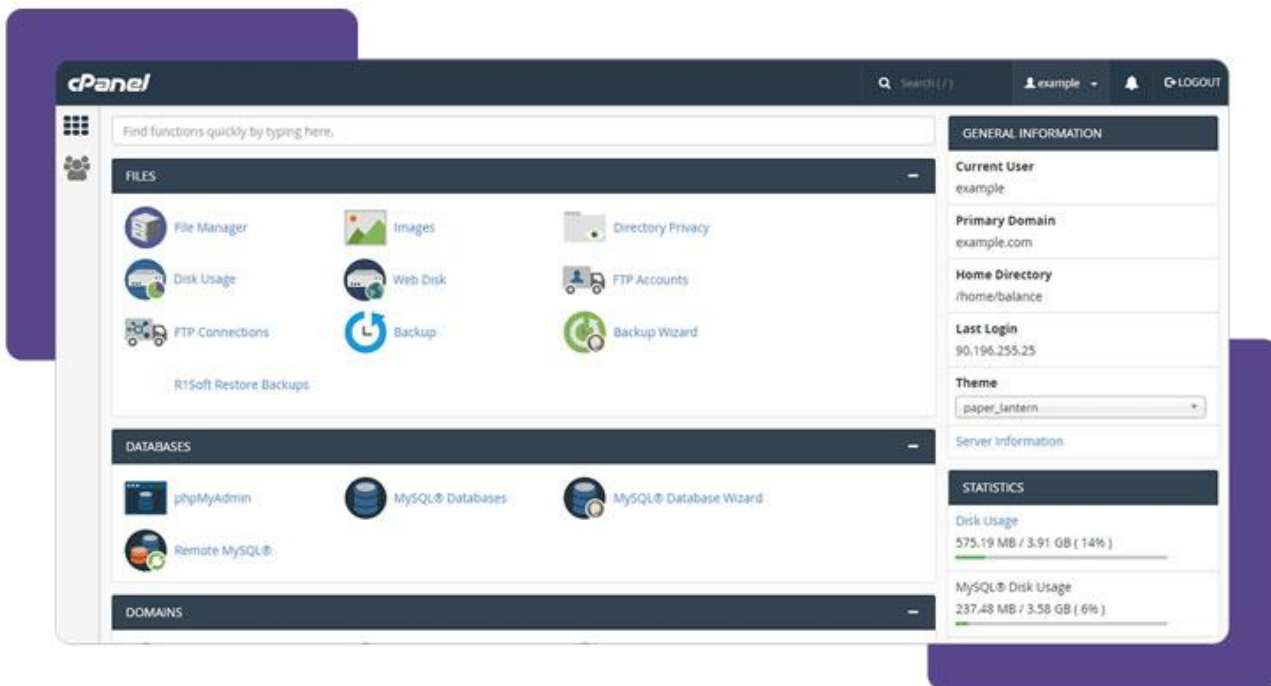 cPanel
Search ( / )
example
LOGOUT
Find functions quickly by typing here.
FILES
File Manager
Images
Directory Privacy
Disk Usage
Web Disk
FTP Accounts
FTP Connections
Backup
Backup Wizard
R1Soft Restore Backups
DATABASES
phpMyAdmin
MySQL® Databases
MySQL® Database Wizard
Remote MySQL®
DOMAINS
GENERAL INFORMATION
Current User
example
Primary Domain
example.com
Home Directory
/home/balance
Last Login
90.196.255.25
Theme
paper_lantern
Server Information
STATISTICS
Disk Usage
575.19 MB / 3.91 GB ( 14% )
MySQL® Disk Usage
237.48 MB / 3.58 GB ( 6% )